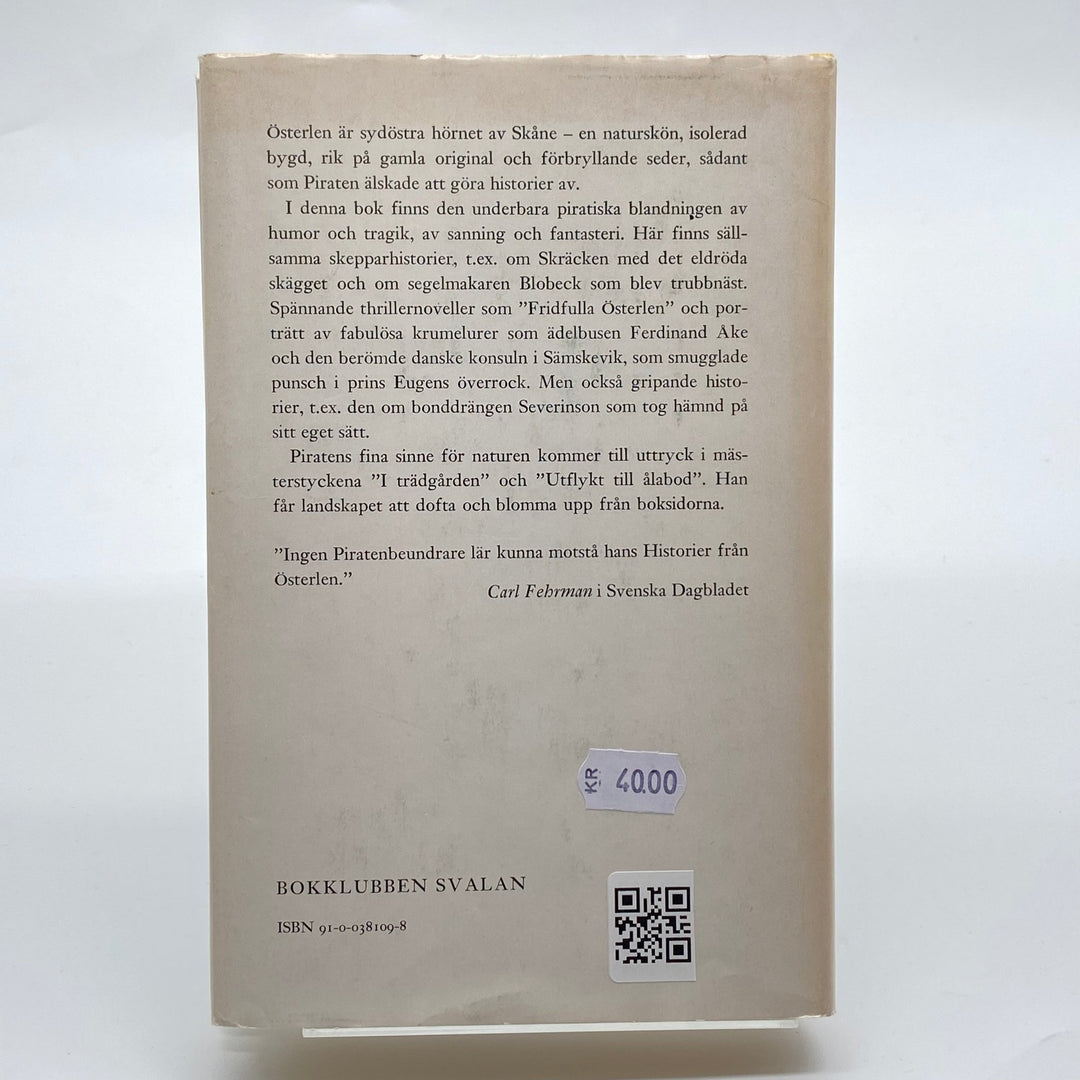 Österlen är sydöstra hörnet av Skåne – en naturskön, isolerad
bygd, rik på gamla original och förbryllande seder, sådant
som Piraten älskade att göra historier av.
I denna bok finns den underbara piratiska blandningen av
humor och tragik, av sanning och fantasteri. Här finns säll-
samma skepparhistorier, t.ex. om Skräcken med det eldröda
skägget och om segelmakaren Blobeck som blev trubbnäst.
Spännande thrillernoveller som ”Fridfulla Österlen” och por-
trätt av fabulösa krumelurer som ädelbusen Ferdinand Åke
och den berömde danske konsuln i Sämskevik, som smugglade
punsch i prins Eugens överrock. Men också gripande histo-
rier, t.ex. den om bonddrängen Severinson som tog hämnd på
sitt eget sätt.
Piratens fina sinne för naturen kommer till uttryck i mäs-
terstyckena ”I trädgården” och ”Utflykt till ålabod”. Han
får landskapet att dofta och blomma upp från boksidorna.
”Ingen Piratenbeundrare lär kunna motstå hans Historier från
Österlen.”
Carl Fehrman i Svenska Dagbladet
KR 40.00
BOKKLUBBEN SVALAN
ISBN 91-0-038109-8